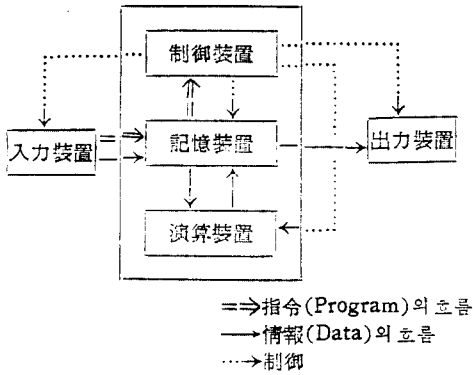 制御装置
入力装置
記憶装置
出力装置
演算装置
指令(Program)의 흐름
情報(Data)의 흐름
制御